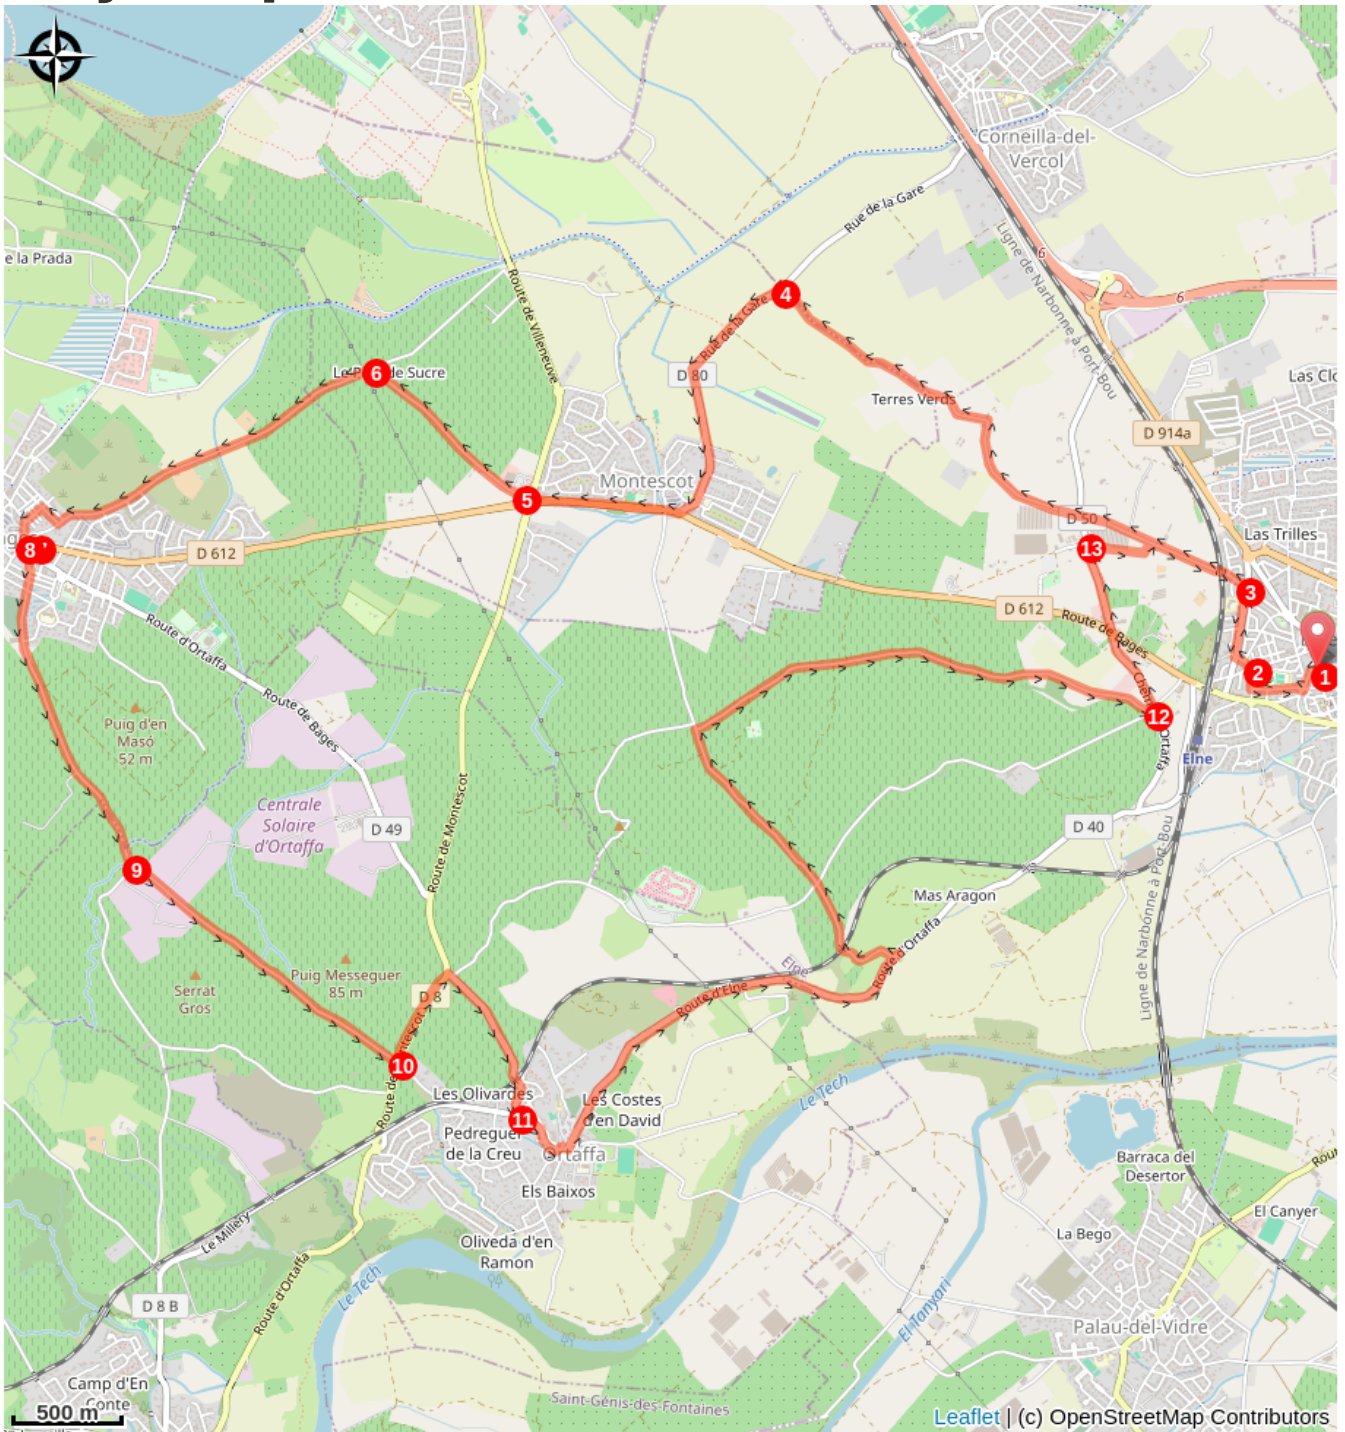 Corneilla-del-
Vercol
Rue de la Gare
6
Ligne de Narbonne à Port-Bou
6
e la Prada
Route de Villeneuve
4
Rue de la Gare
6
D 80
Las Clo
Terres Verds
D 914a
Montescot
5
D 50
Las Trilles
8
D 612
13
3
D 612
Route de Bages
Route d'Ortaffa
2
1
Puig d'en
Masó
52 m
Route de Bages
12
Elne
Centrale
Solaire
d'Ortaffa
D 49
Route de Montescot
D 40
9
Mas Aragon
Ligne de Narbonne à Port-Bou
Route d'Ortaffa
Elne
Puig Messeguer
85 m
Serrat
Gros
D 8
Route d'Elne
10
Les Olivardes
Le Tech
Les Costes
d'en David
11
Pedreguer
de la Creu
Ortaffa
Barraca del
Desertor
Els Baixos
El Canyer
Le Millery
La Bego
Oliveda d'en
Ramon
Le Tech
Route d'Ortaffa
El Tanyari
D 8 B
Palau-del-Vidre
Camp d'En
Conte
Saint-Génis-des-Fontaines
500 m
Leaflet | (c) OpenStreetMap Contributors